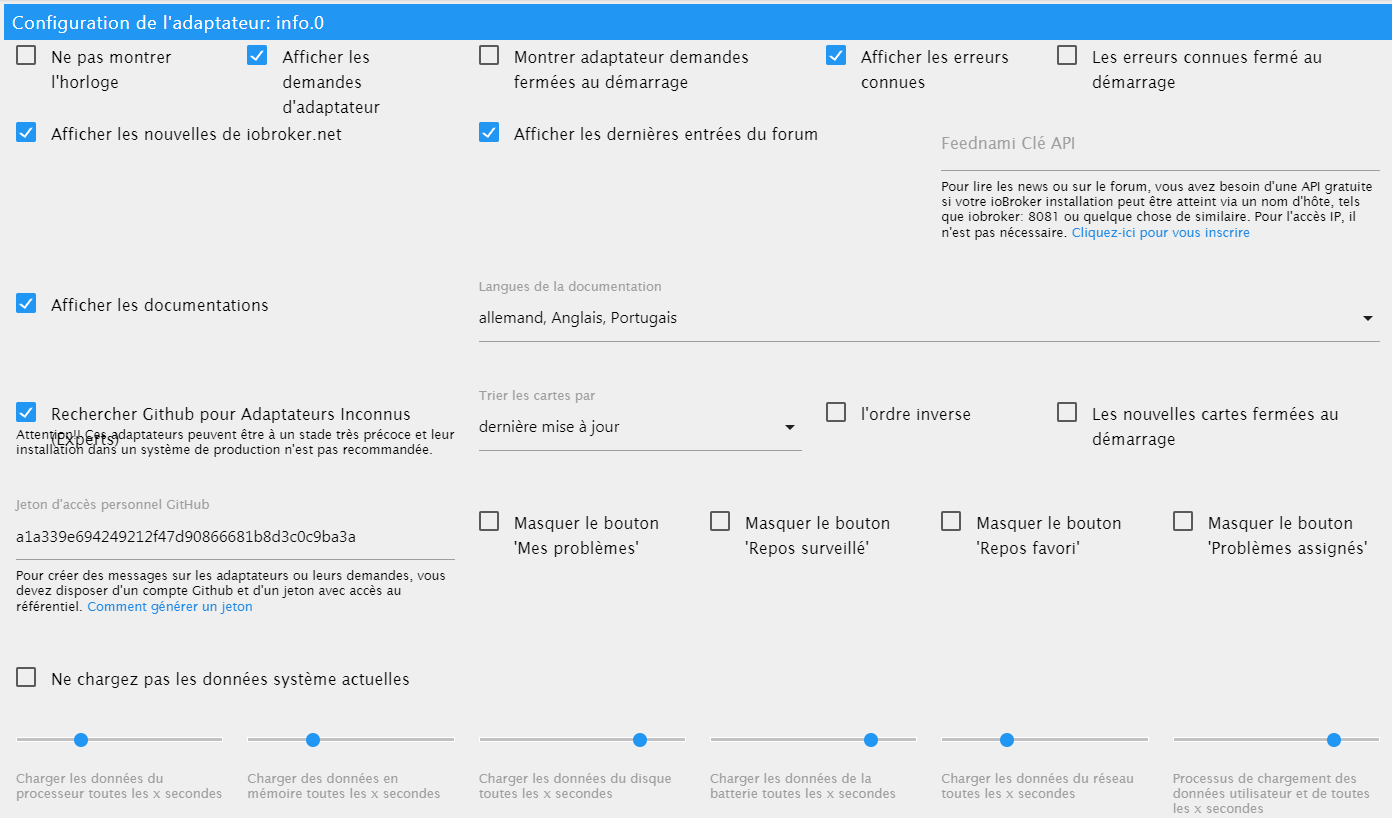 Configuration de l'adaptateur: info.0
Ne pas montrer
l'horloge
Afficher les
demandes
d'adaptateur
Montrer adaptateur demandes
fermées au démarrage
Afficher les erreurs
connues
Les erreurs connues fermé au
démarrage
Afficher les nouvelles de iobroker.net
Afficher les dernières entrées du forum
Feednami Clé API
Pour lire les news ou sur le forum, vous avez besoin d'une API gratuite
si votre ioBroker installation peut être atteint via un nom d'hôte, tels
que iobroker: 8081 ou quelque chose de similaire. Pour l'accès IP, il
n'est pas nécessaire. Cliquez-ici pour vous inscrire
Afficher les documentations
Langues de la documentation
allemand, Anglais, Portugais
Rechercher Github pour Adaptateurs Inconnus
(Experts)
Attention!! Ces adaptateurs peuvent être à un stade très précoce et leur
installation dans un système de production n'est pas recommandée.
Trier les cartes par
dernière mise à jour
l'ordre inverse
Les nouvelles cartes fermées au
démarrage
Jeton d'accès personnel GitHub
a1a339e694249212f47d90866681b8d3c0c9ba3a
Pour créer des messages sur les adaptateurs ou leurs demandes, vous
devez disposer d'un compte Github et d'un jeton avec accès au
référentiel. Comment générer un jeton
Masquer le bouton
'Mes problèmes'
Masquer le bouton
'Repos surveillé'
Masquer le bouton
'Repos favori'
Masquer le bouton
'Problèmes assignés'
Ne chargez pas les données système actuelles
Charger les données du
processeur toutes les x secondes
Charger des données en
mémoire toutes les x secondes
Charger les données du disque
toutes les x secondes
Charger les données de la
batterie toutes les x secondes
Charger les données du réseau
toutes les x secondes
Processus de chargement des
données utilisateur et de toutes
les x secondes